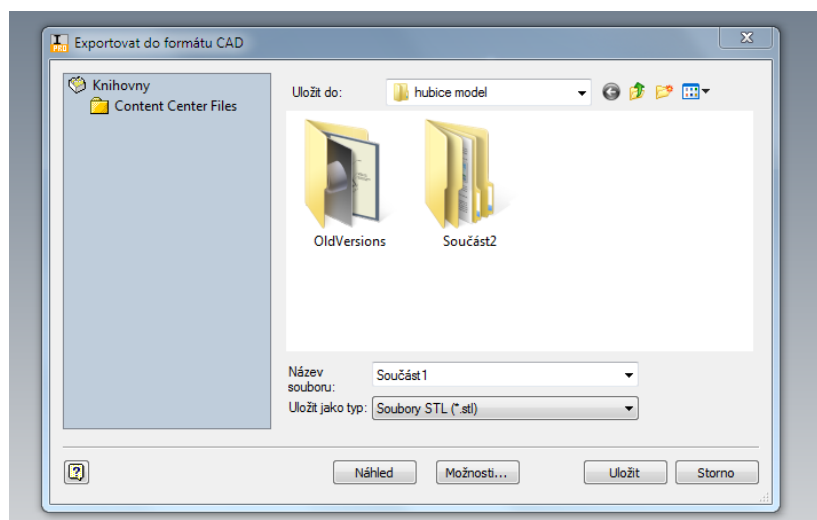 Exportovat do formátu CAD
Knihovny
Content Center Files
Uložit do:
hubice model
OldVersions
Součást2
Název
souboru:
Součást1
Uložit jako typ:
Soubory STL (*.stl)
Náhled
Možnosti...
Uložit
Storno